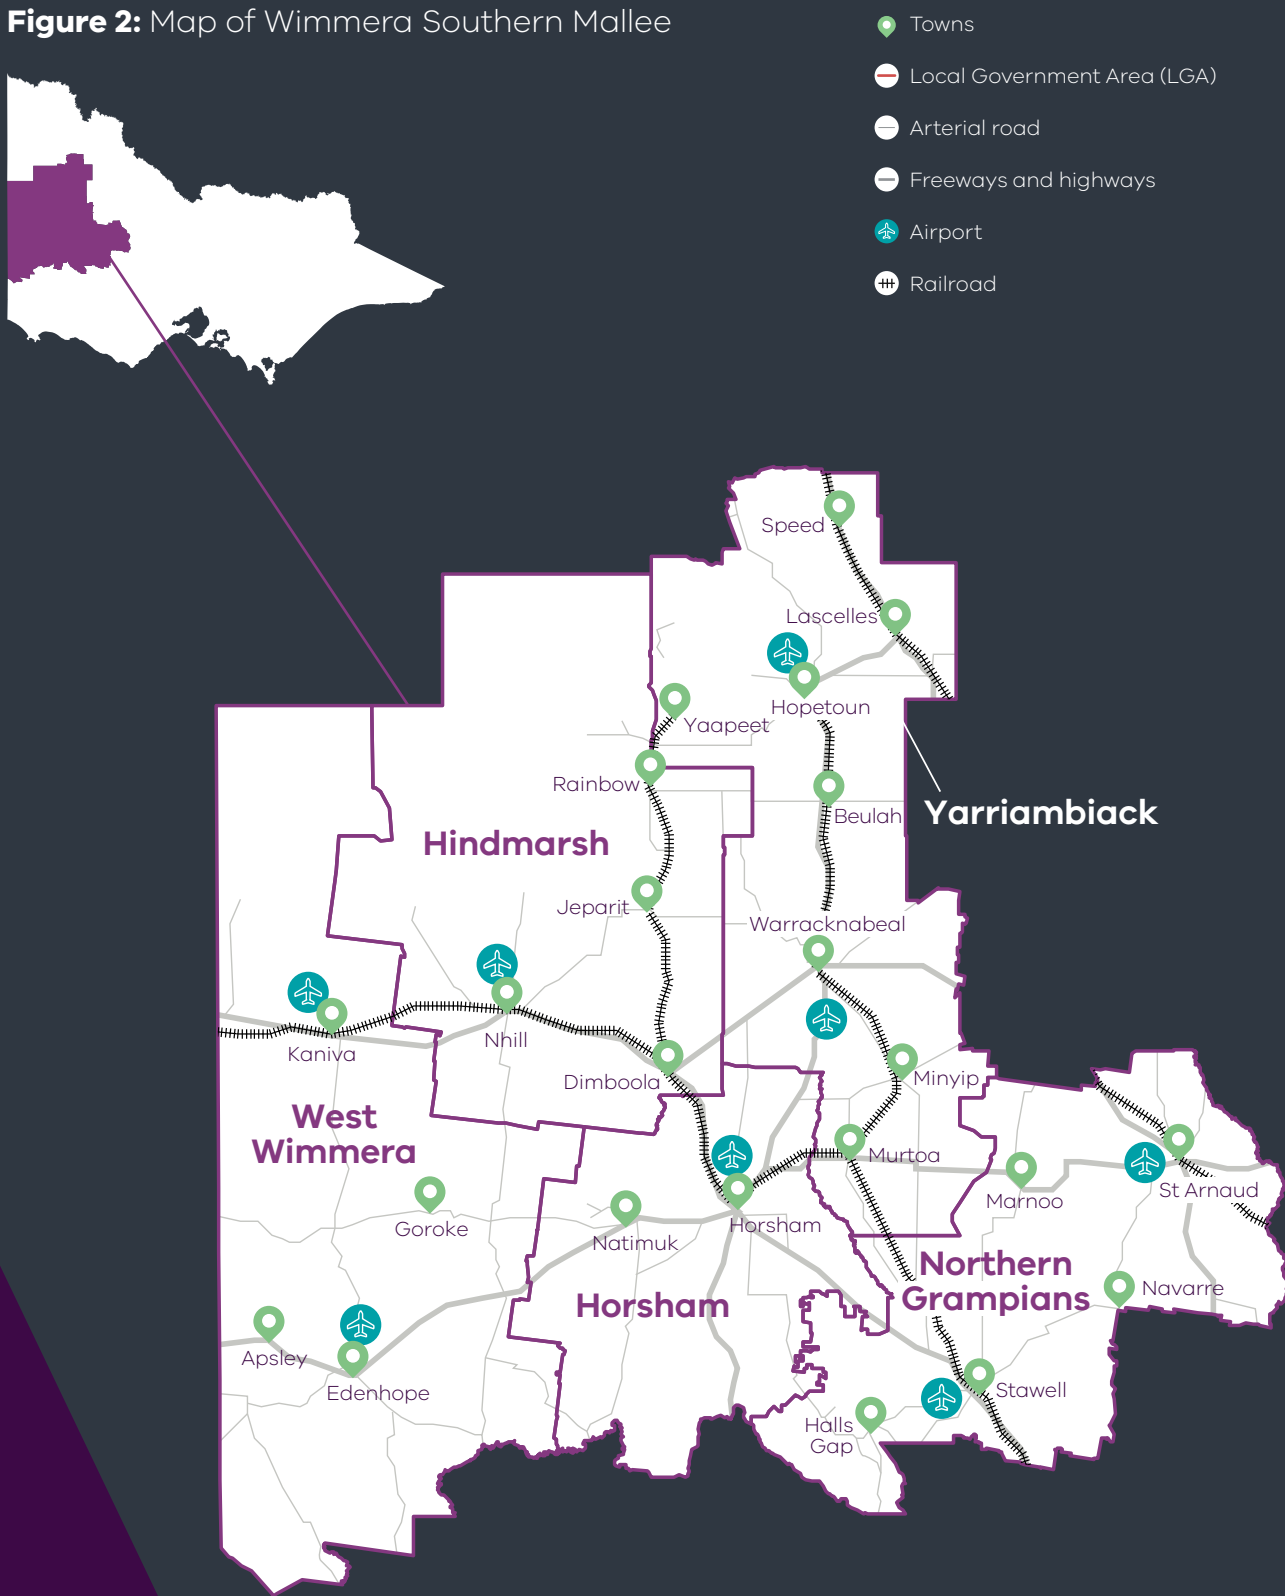 Figure 2: Map of Wimmera Southern Mallee
Towns
Local Government Area (LGA)
Arterial road
Freeways and highways
Airport
Railroad
Speed
Lascelles
Hopetoun
Yaapeet
Rainbow
Beulah
Yarriambiack
Hindmarsh
Jeparit
Warracknabeal
Kaniva
Nhill
Dimboola
Minyip
West
Wimmera
Murtoa
Marnoo
St Arnaud
Goroke
Natimuk
Horsham
Northern
Grampians
Navarre
Horsham
Apsley
Edenhope
Stawell
Halls
Gap